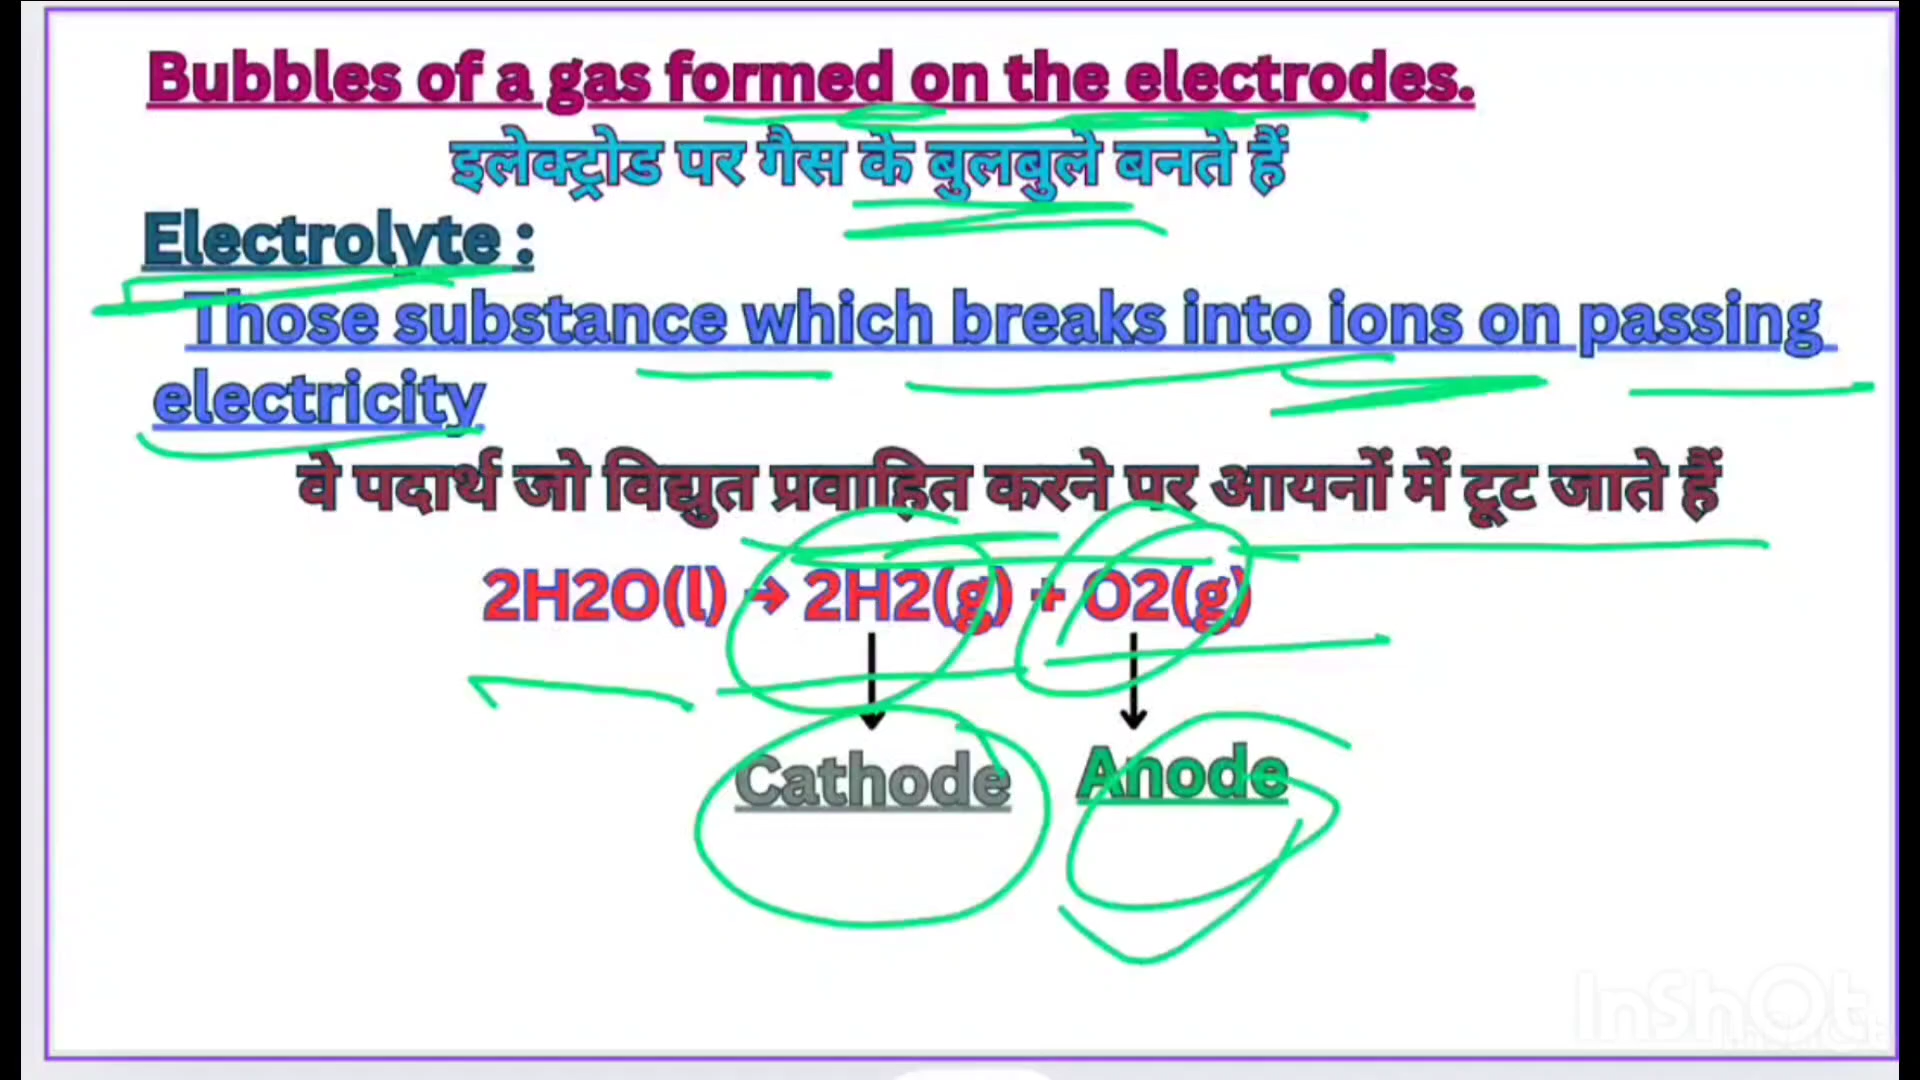 Bubbles of a gas formed on the electrodes.
इलेक्ट्रोड पर गैस के बुलबुले बनते हैं
Electrolyte :
Those substance which breaks into ions on passing
electricity
वे पदार्थ जो विद्युत प्रवाहित करने पर आयनों में टूट जाते हैं
2H2O(l) → 2H2(g) + O2(g)
Cathode Anode
InShOt